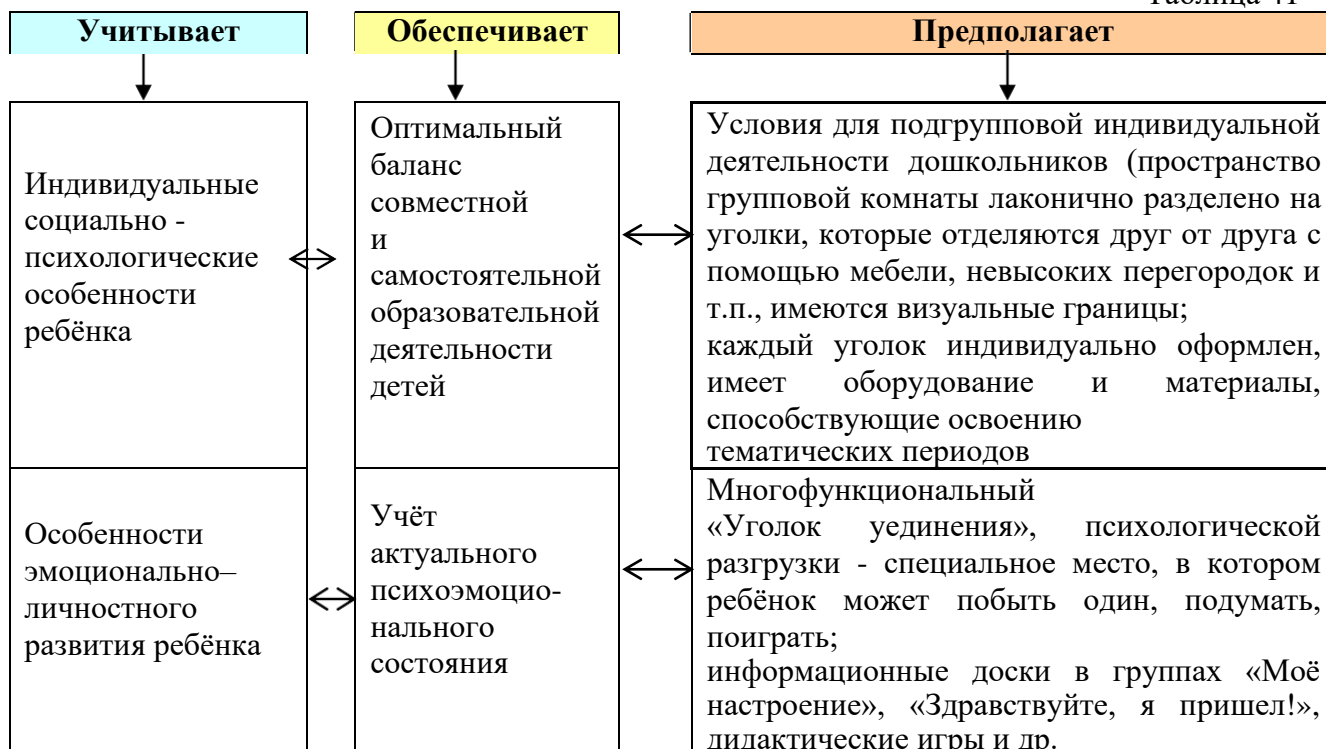 Таблица 41
Учитывает
Обеспечивает
Предполагает
Индивидуальные
социально -
психологические
особенности
ребёнка
Оптимальный
баланс
совместной
и
самостоятельной
образовательной
деятельности
детей
Условия для подгрупповой индивидуальной
деятельности дошкольников (пространство
групповой комнаты лаконично разделено на
уголки, которые отделяются друг от друга с
помощью мебели, невысоких перегородок и
т.п., имеются визуальные границы;
каждый уголок индивидуально оформлен,
имеет оборудование и материалы,
способствующие освоению
тематических периодов
Особенности
эмоционально–
личностного
развития ребёнка
Учёт
актуального
психоэмоцио-
нального
состояния
Многофункциональный
«Уголок уединения», психологической
разгрузки - специальное место, в котором
ребёнок может побыть один, подумать,
поиграть;
информационные доски в группах «Моё
настроение», «Здравствуйте, я пришел!»,
дидактические игры и др.